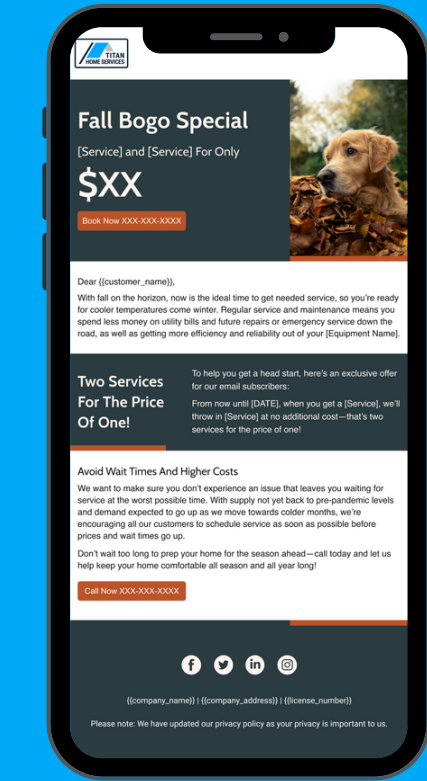 TITAN
HOME SERVICES
Fall Bogo Special
[Service] and [Service] For Only
$XX
Book Now XXX-XXX-XXXX
Dear {{customer_name}},
With fall on the horizon, now is the ideal time to get needed service, so you're ready
for cooler temperatures come winter. Regular service and maintenance means you
spend less money on utility bills and future repairs or emergency service down the
road, as well as getting more efficiency and reliability out of your [Equipment Name].
Two Services
For The Price
Of One!
To help you get a head start, here's an exclusive offer
for our email subscribers:
From now until [DATE], when you get a [Service], we'll
throw in [Service] at no additional cost—that's two
services for the price of one!
Avoid Wait Times And Higher Costs
We want to make sure you don't experience an issue that leaves you waiting for
service at the worst possible time. With supply not yet back to pre-pandemic levels
and demand expected to go up as we move towards colder months, we're
encouraging all our customers to schedule service as soon as possible before
prices and wait times go up.
Don't wait too long to prep your home for the season ahead—call today and let us
help keep your home comfortable all season and all year long!
Call Now XXX-XXX-XXXX
{{company_name}} | {{company_address}} | {{license_number}}
Please note: We have updated our privacy policy as your privacy is important to us.